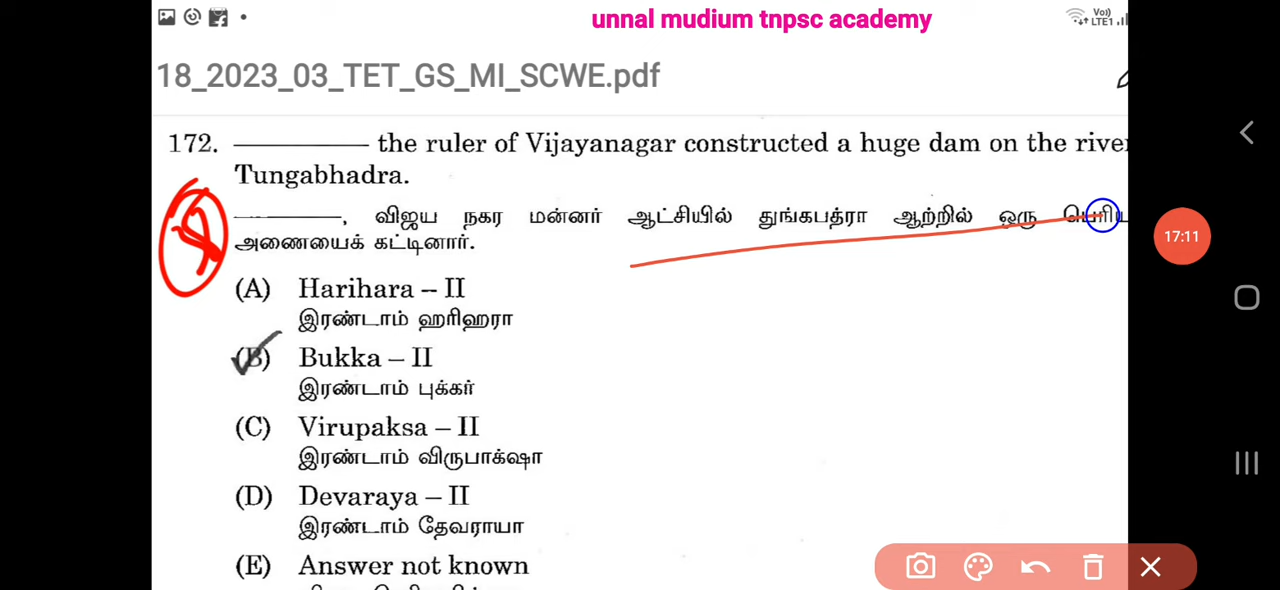 unnal mudium tnpsc academy
Vo)
LTE1
18_2023_03_TET_GS_MI_SCWE.pdf
172. ———— the ruler of Vijayanagar constructed a huge dam on the river
Tungabhadra.
————, விஜய நகர மன்னர் ஆட்சியில் துங்கபத்ரா ஆற்றில் ஒரு பெரிய
அணையைக் கட்டினார்.
17:11
(A) Harihara – II
இரண்டாம் ஹரிஹரா
(B) Bukka – II
இரண்டாம் புக்கர்
(C) Virupaksa – II
இரண்டாம் விருபாக்ஷா
(D) Devaraya – II
இரண்டாம் தேவராயா
(E) Answer not known